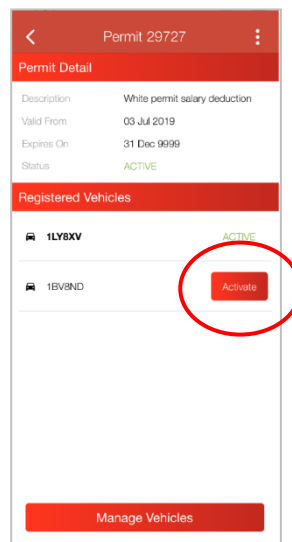 Permit 29727
Permit Detail
Description White permit salary deduction
Valid From 03 Jul 2019
Expires On 31 Dec 9999
Status ACTIVE
Registered Vehicles
1LY8XV ACTIVE
1BV8ND Activate
Manage Vehicles